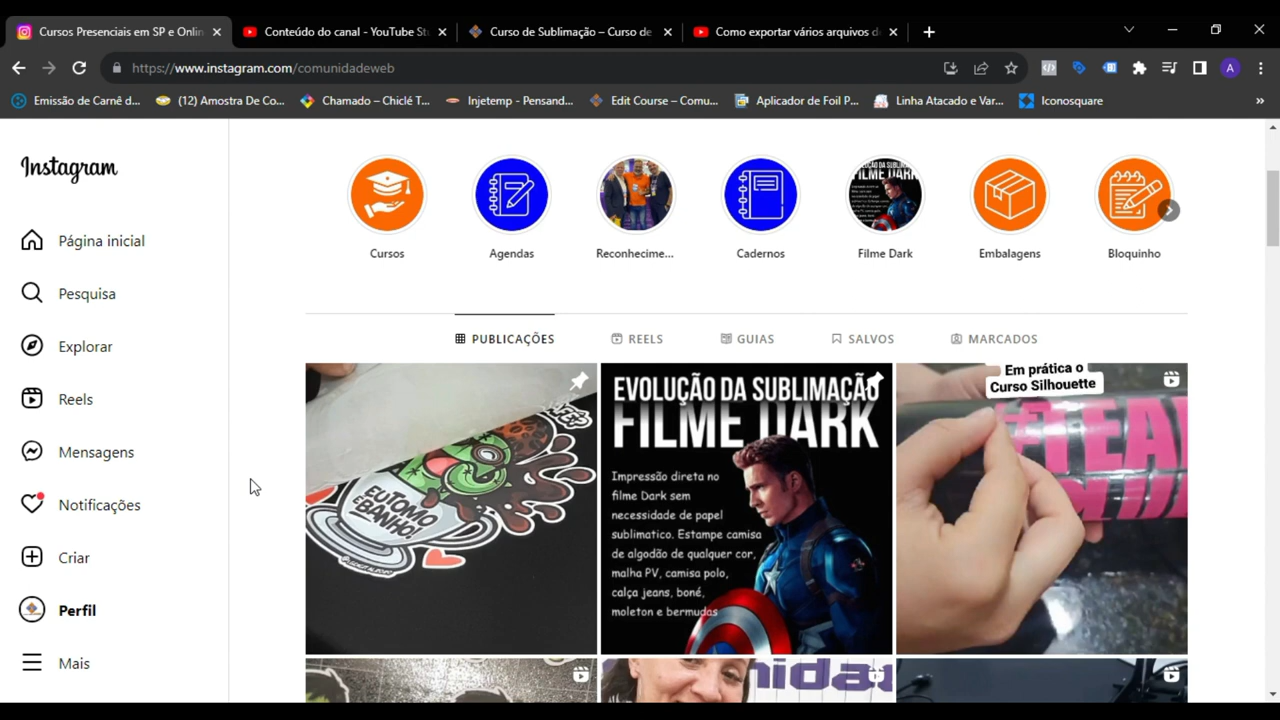 Cursos Presenciais em SP e Onlin
Conteúdo do canal - YouTube St
Curso de Sublimação – Curso de
Como exportar vários arquivos d
https://www.instagram.com/comunidadeweb
A
Emissão de Carnê d...
(12) Amostra De Co...
Chamado – Chiclé T...
Injetemp - Pensand...
Edit Course – Comu...
Aplicador de Foil P...
Linha Atacado e Var...
Iconosquare
»
Instagram
Página inicial
Pesquisa
Explorar
Reels
Mensagens
Notificações
Criar
Perfil
Mais
Cursos
Agendas
Reconhecime...
Cadernos
Filme Dark
Embalagens
Bloquinho
PUBLICAÇÕES
REELS
GUIAS
SALVOS
MARCADOS
EU TOMO
BANHO!
EVOLUÇÃO DA SUBLIMAÇÃO
FILME DARK
Impressão direta no
filme Dark sem
necessidade de papel
sublimatico. Estampe camisa
de algodão de qualquer cor,
malha PV, camisa polo,
calça jeans, boné,
moleton e bermudas
Em prática o
Curso Silhouette